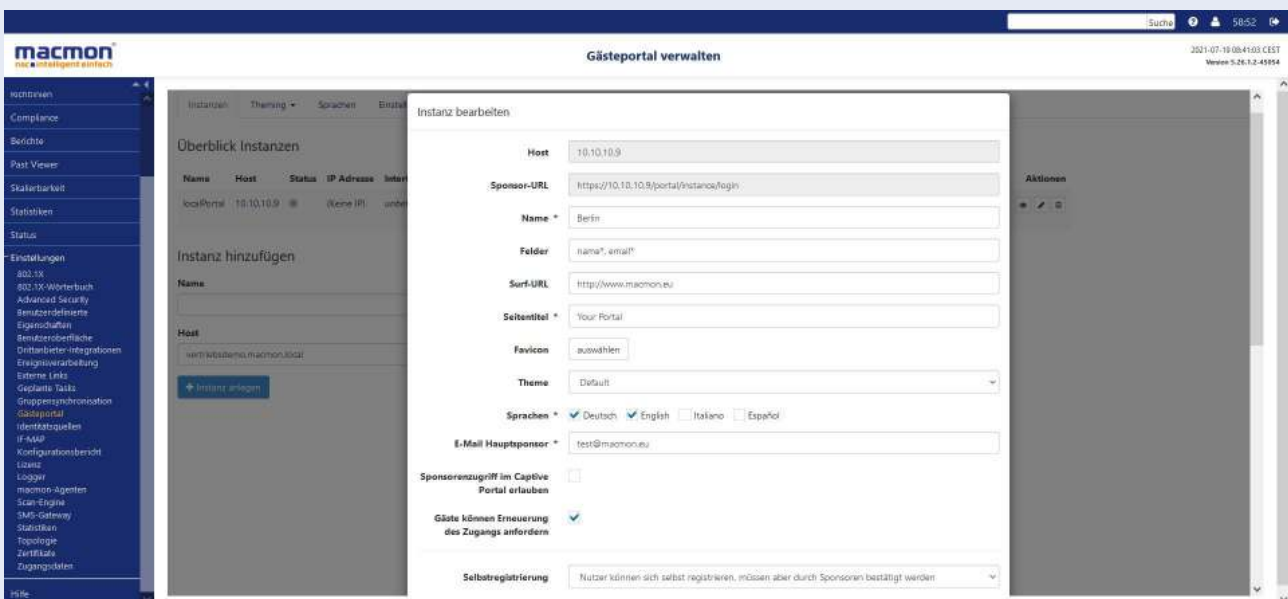 Suche
58:52
macmon
nac intelligent einfach
Gästeportal verwalten
2021-07-19 08:41:03 CEST
Version 5.26.1.2-45054
Compliance
Berichte
Past Viewer
Skalierbarkeit
Statistiken
Status
Einstellungen
802.1X
802.1X-Wörterbuch
Advanced Security
Benutzerdefinierte
Eigenschaften
Benutzeroberfläche
Drittanbieter-Integrationen
Ereignisverarbeitung
Externe Links
Geplante Tasks
Gruppensynchronisation
Gästeportal
Identitätsquellen
IF-MAP
Konfigurationsbericht
Lizenz
Logger
macmon-Agenten
Scan-Engine
SMS-Gateway
Statistiken
Topologie
Zertifikate
Zugangsdaten
Hilfe
Instanzen Theming Sprachen
Überblick Instanzen
Name Host Status IP Adresse
Aktionen
localPortal 10.10.10.9 (Keine IP)
Instanz hinzufügen
Name
Host
vertriebsdemo.macmon.local
+ Instanz anlegen
Instanz bearbeiten
Host 10.10.10.9
Sponsor-URL https://10.10.10.9/portal/instance/login
Name * Berlin
Felder name*, email*
Surf-URL http://www.macmon.eu
Seitentitel * Your Portal
Favicon auswählen
Theme Default
Sprachen * Deutsch English Italiano Español
E-Mail Hauptsponsor * test@macmon.eu
Sponsorenzugriff im Captive
Portal erlauben
Gäste können Erneuerung
des Zugangs anfordern
Selbstregistrierung Nutzer können sich selbst registrieren, müssen aber durch Sponsoren bestätigt werden